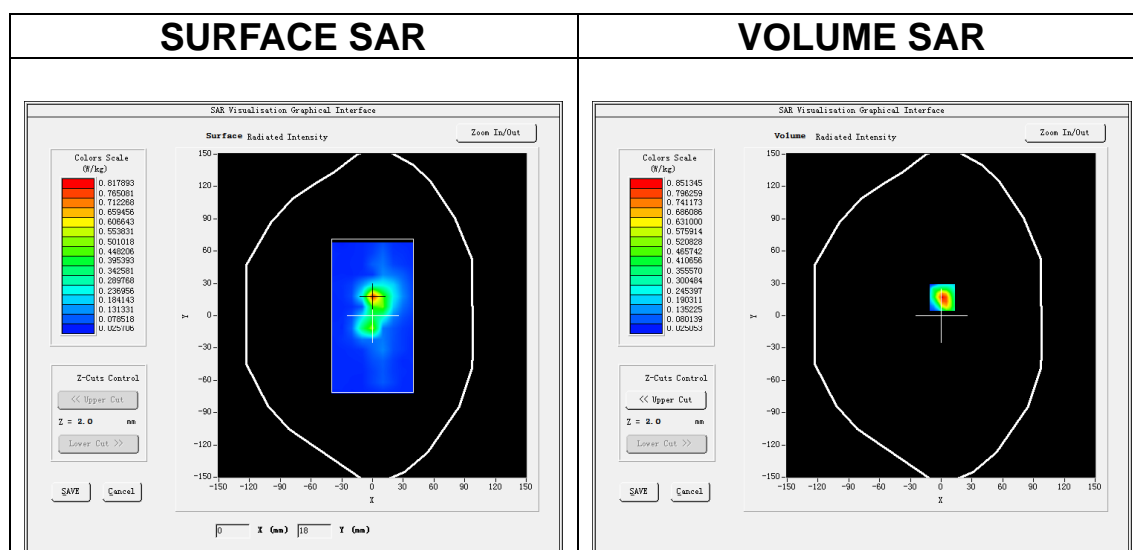 SURFACE SAR
SAR Visualisation Graphical Interface
Surface Radiated Intensity
Zoom In/Out
Colors Scale
(W/kg)
0.817893
0.765081
0.712268
0.659456
0.606643
0.553831
0.501018
0.448206
0.395393
0.342581
0.289768
0.236956
0.184143
0.131331
0.078518
0.025706
150
120
90
60
30
0
-30
-60
-90
-120
-150
Y
-150 -120 -90 -60 -30 0 30 60 90 120 150
X
Z-Cuts Control
<< Upper Cut
Z = 2.0 mm
Lower Cut >>
SAVE Cancel
0 X (mm) 18 Y (mm)
VOLUME SAR
SAR Visualisation Graphical Interface
Volume Radiated Intensity
Zoom In/Out
Colors Scale
(W/kg)
0.851345
0.796259
0.741173
0.686086
0.631000
0.575914
0.520828
0.465742
0.410656
0.355570
0.300484
0.245397
0.190311
0.135225
0.080139
0.025053
150
120
90
60
30
0
-30
-60
-90
-120
-150
Y
-150 -120 -90 -60 -30 0 30 60 90 120 150
X
Z-Cuts Control
<< Upper Cut
Z = 2.0 mm
Lower Cut >>
SAVE Cancel